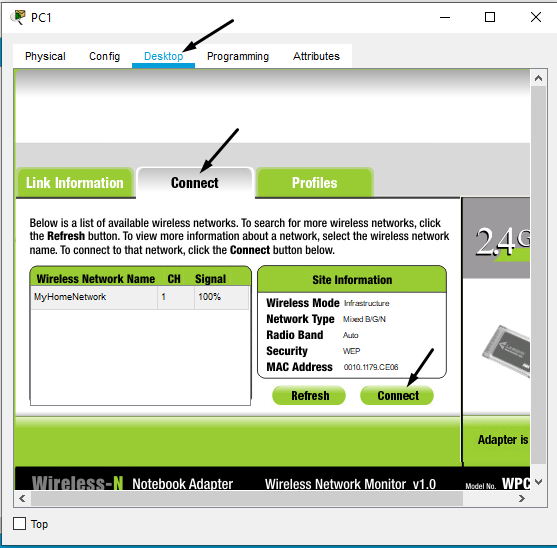 PC1
Physical Config Desktop Programming Attributes
Link Information Connect Profiles
Below is a list of available wireless networks. To search for more wireless networks, click
the Refresh button. To view more information about a network, select the wireless network
name. To connect to that network, click the Connect button below.
2.4G
Wireless Network Name CH Signal
MyHomeNetwork 1 100%
Site Information
Wireless Mode Infrastructure
Network Type Mixed B/G/N
Radio Band Auto
Security WEP
MAC Address 0010.1179.CE06
Refresh Connect
Adapter is
Wireless-N Notebook Adapter Wireless Network Monitor v1.0 Model No. WPC
Top